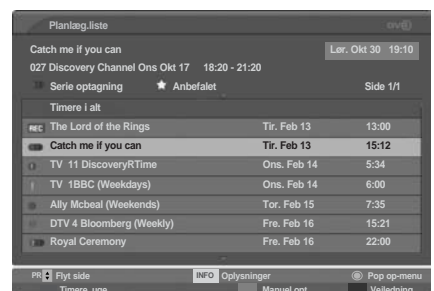 Planlæg.liste
Catch me if you can Lør. Okt 30 19:10
027 Discovery Channel Ons Okt 17 18:20 - 21:20
Serie optagning Anbefalet Side 1/1
Timere i alt
REC The Lord of the Rings Tir. Feb 13 13:00
Catch me if you can Tir. Feb 13 15:12
TV 11 DiscoveryRTime Ons. Feb 14 5:34
TV 1BBC (Weekdays) Ons. Feb 14 6:00
Ally Mcbeal (Weekends) Tor. Feb 15 7:35
DTV 4 Bloomberg (Weekly) Fre. Feb 16 15:21
Royal Ceremony Fre. Feb 16 22:00
PR Flyt side INFO Oplysninger Pop op-menu
Timere, uge Manuel opt. Vejledning